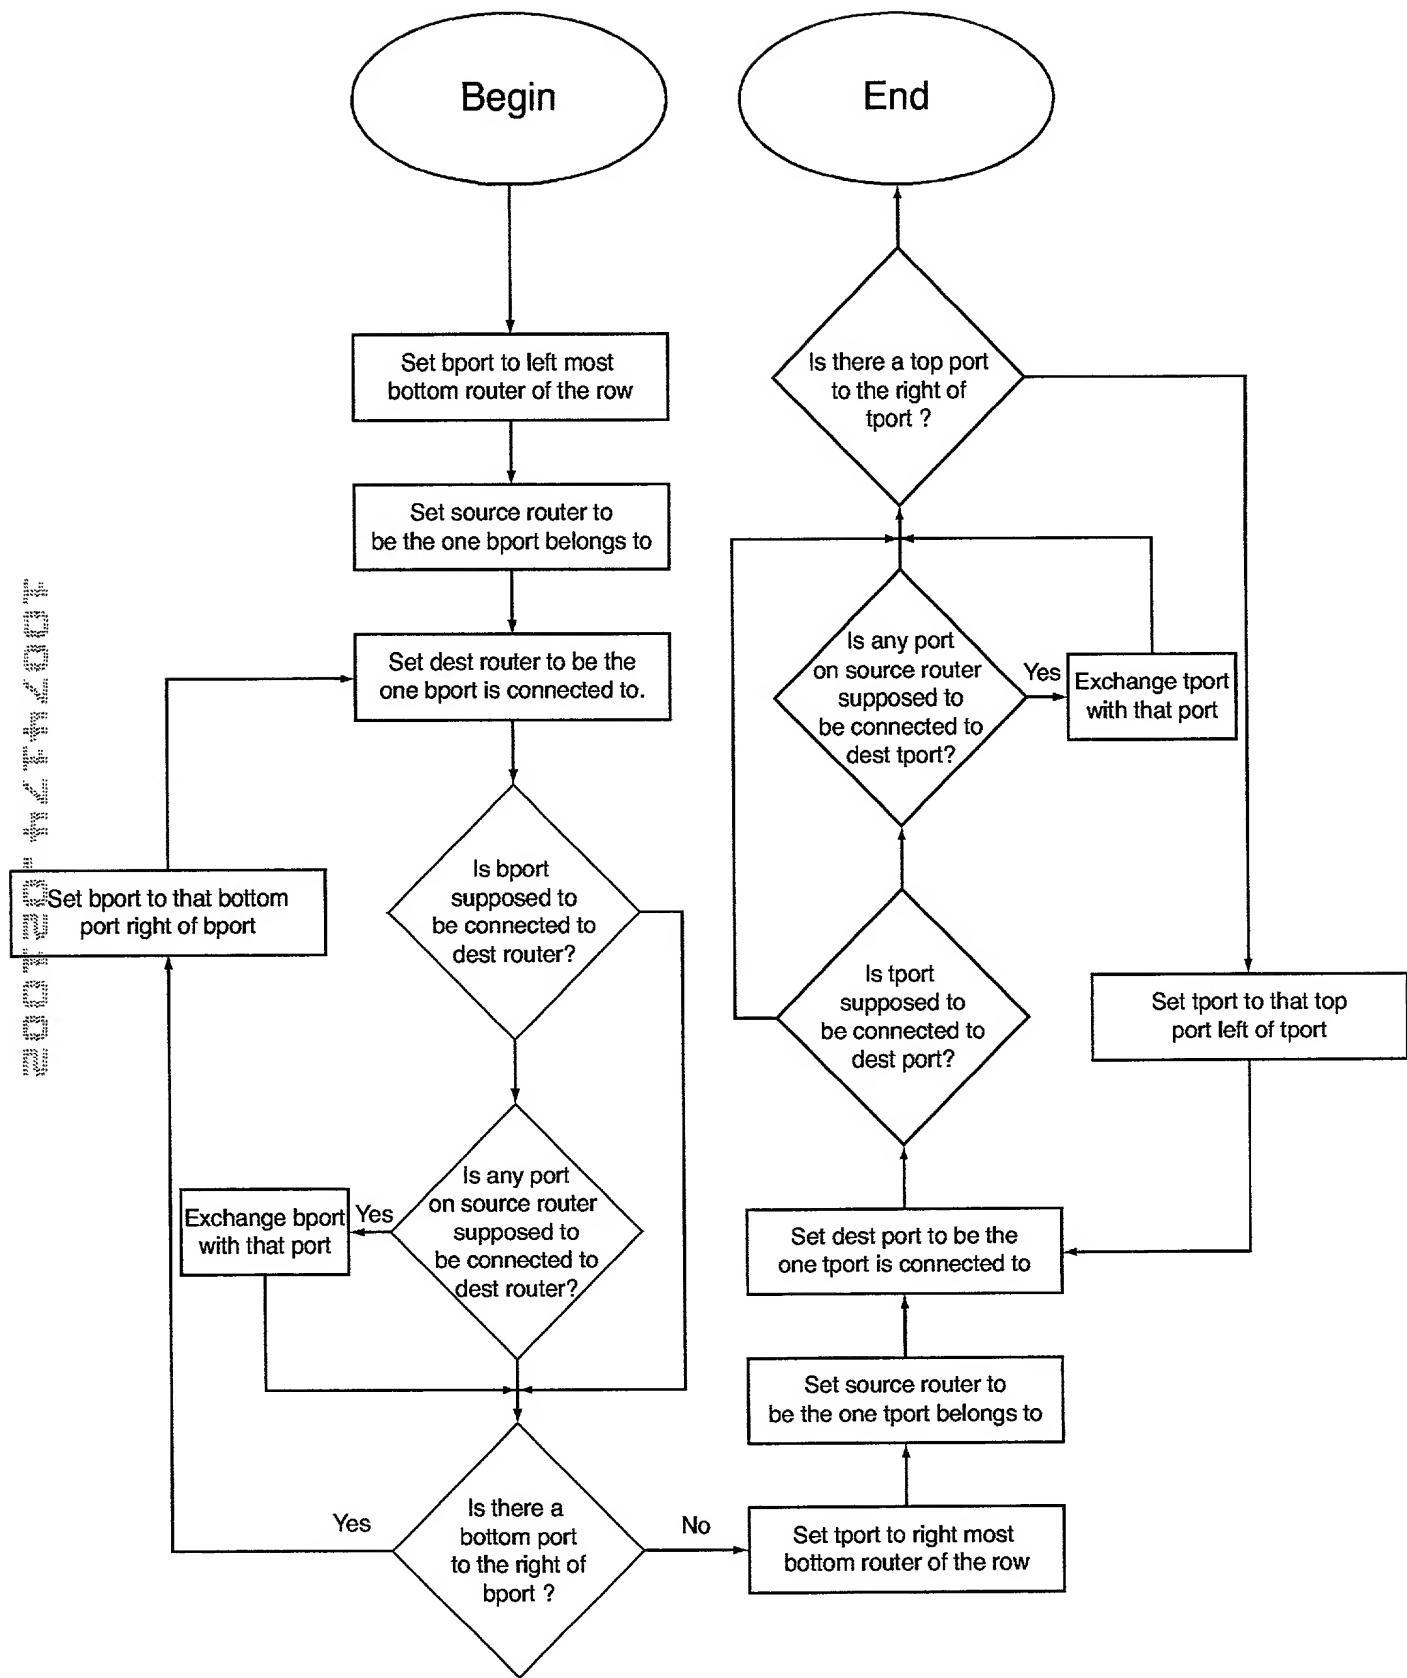 Begin
Set bport to left most
bottom router of the row
Set source router to
be the one bport belongs to
Set dest router to be the
one bport is connected to.
Is bport
supposed to
be connected to
dest router?
Is any port
on source router
supposed to
be connected to
dest router?
Yes
Exchange bport
with that port
Is there a
bottom port
to the right of
bport ?
Yes
Set bport to that bottom
port right of bport
No
Set tport to right most
bottom router of the row
Set source router to
be the one tport belongs to
Set dest port to be the
one tport is connected to
Is tport
supposed to
be connected to
dest port?
Is any port
on source router
supposed to
be connected to
dest tport?
Yes
Exchange tport
with that port
Is there a top port
to the right of
tport ?
Set tport to that top
port left of tport
End